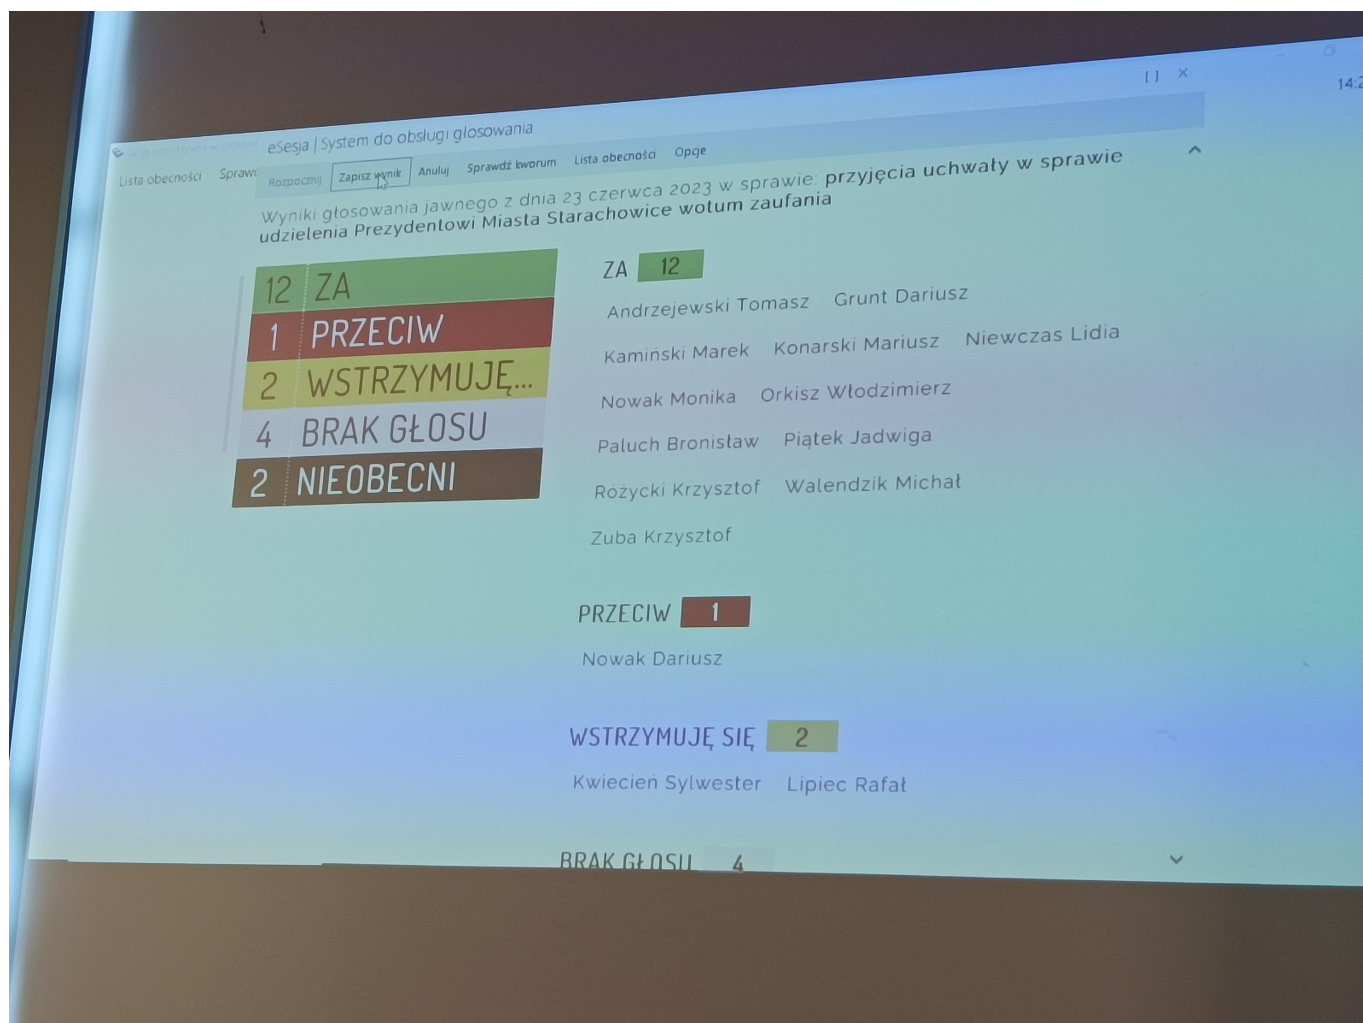 [ ] ×
14:2
eSesja | System do obsługi głosowania
Lista obecności Sprawo
Rozpocznij Zapisz wynik Anuluj Sprawdź kworum Lista obecności Opcje
Wyniki głosowania jawnego z dnia 23 czerwca 2023 w sprawie: przyjęcia uchwały w sprawie
udzielenia Prezydentowi Miasta Starachowice wotum zaufania
12 ZA
1 PRZECIW
2 WSTRZYMUJĘ...
4 BRAK GŁOSU
2 NIEOBECNI
ZA 12
Andrzejewski Tomasz Grunt Dariusz
Kamiński Marek Konarski Mariusz Niewczas Lidia
Nowak Monika Orkisz Włodzimierz
Paluch Bronisław Piątek Jadwiga
Różycki Krzysztof Walendzik Michał
Zuba Krzysztof
PRZECIW 1
Nowak Dariusz
WSTRZYMUJĘ SIĘ 2
Kwiecień Sylwester Lipiec Rafał
BRAK GŁOSU 4